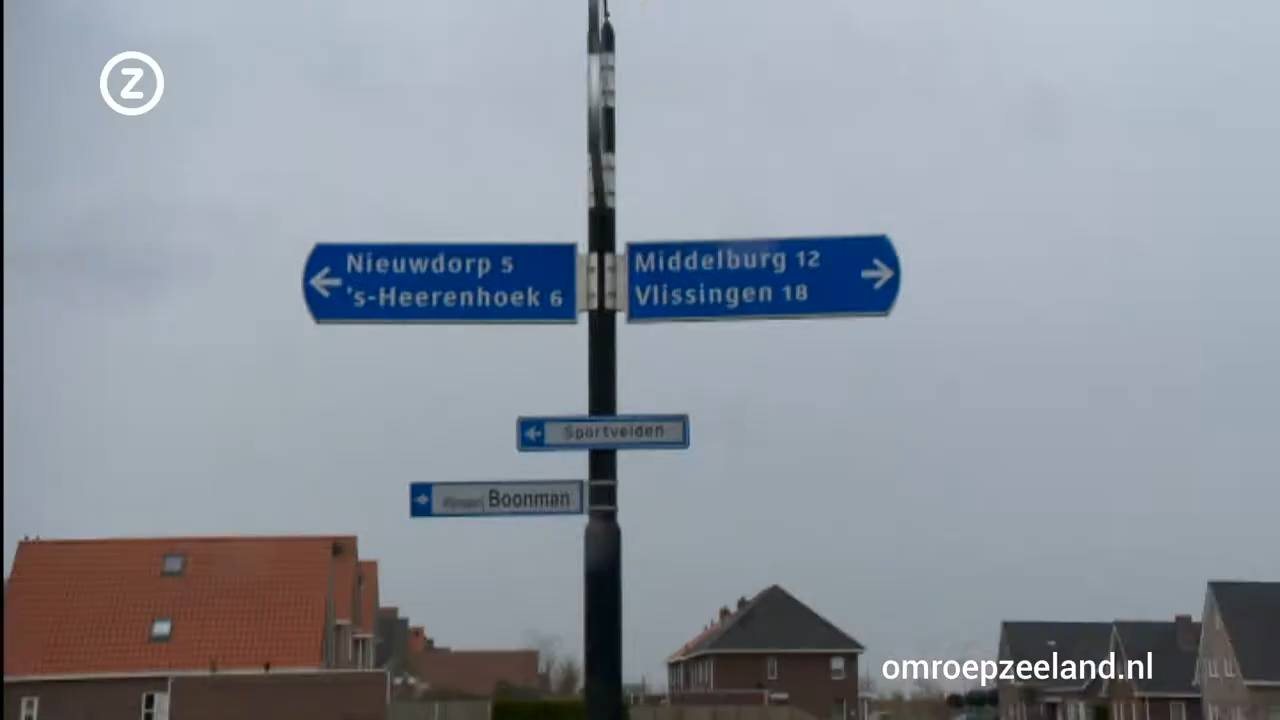 Z
Nieuwdorp 5
's-Heerenhoek 6
Middelburg 12
Vlissingen 18
Sportvelden
Boonman
omroepzeeland.nl